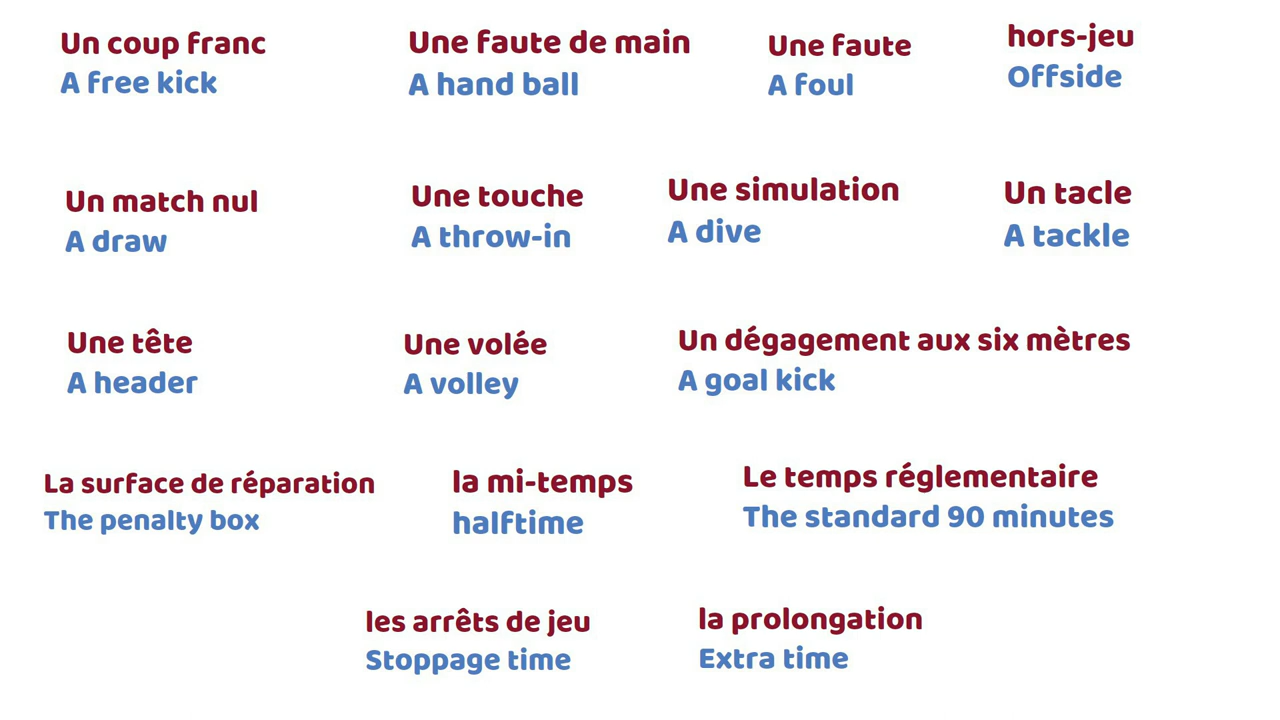 Un coup franc
A free kick
Une faute de main
A hand ball
Une faute
A foul
hors-jeu
Offside
Un match nul
A draw
Une touche
A throw-in
Une simulation
A dive
Un tacle
A tackle
Une tête
A header
Une volée
A volley
Un dégagement aux six mètres
A goal kick
La surface de réparation
The penalty box
la mi-temps
halftime
Le temps réglementaire
The standard 90 minutes
les arrêts de jeu
Stoppage time
la prolongation
Extra time